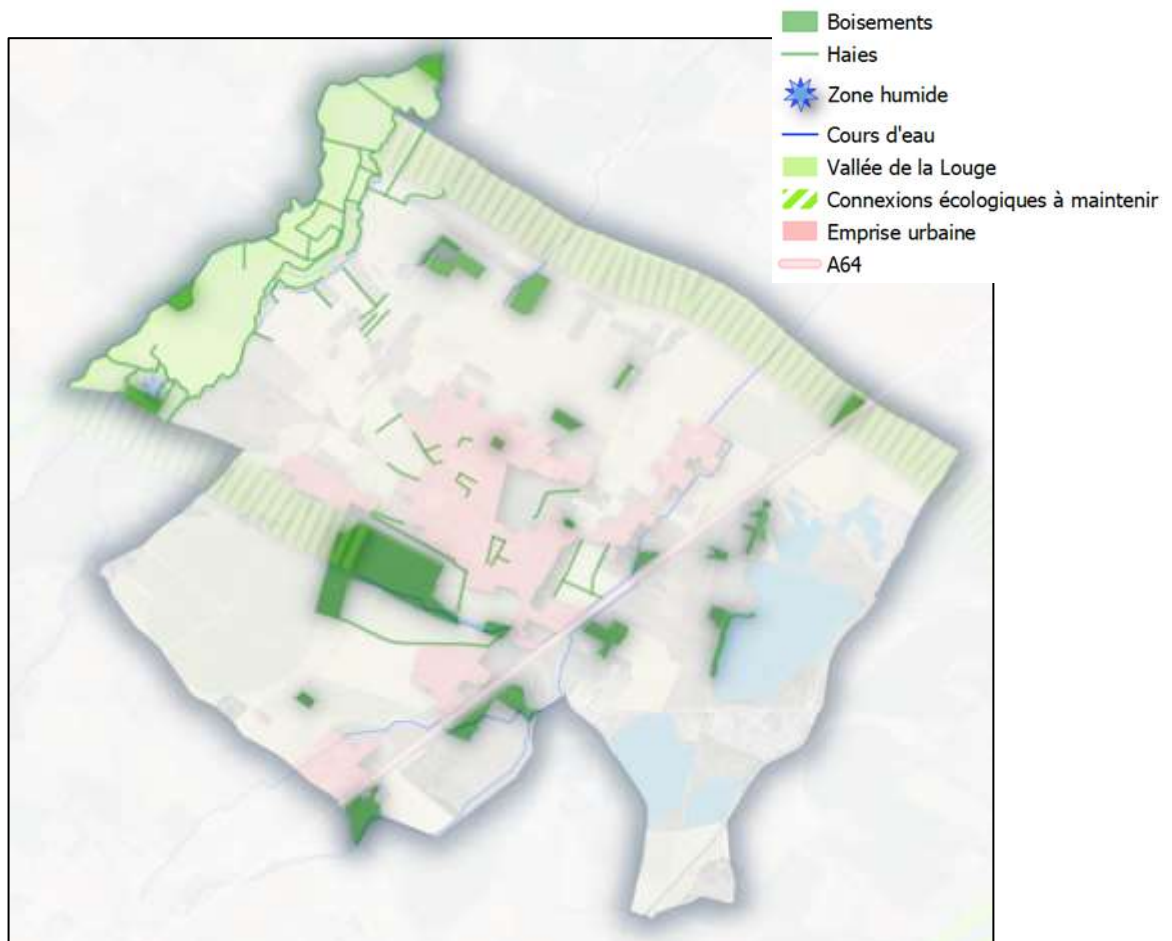 Boisements
Haies
Zone humide
Cours d'eau
Vallée de la Louge
Connexions écologiques à maintenir
Emprise urbaine
A64